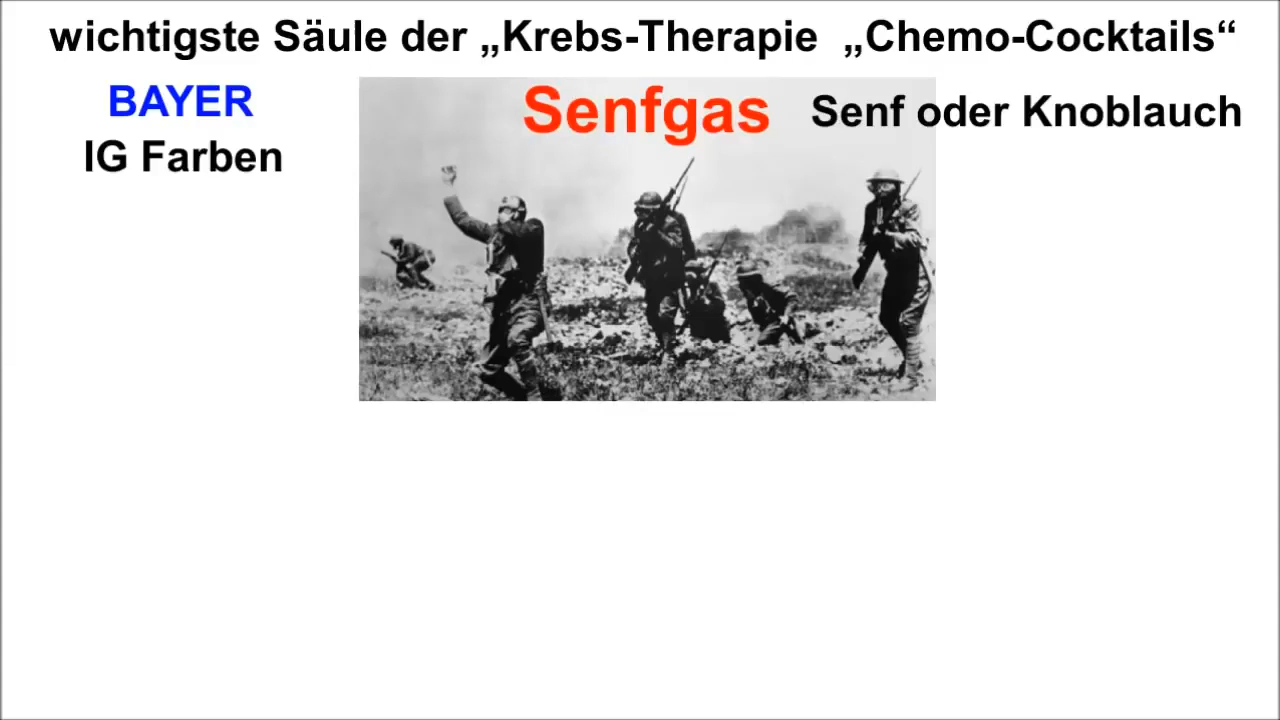 wichtigste Säule der „Krebs-Therapie „Chemo-Cocktails“
BAYER
IG Farben
Senfgas
Senf oder Knoblauch